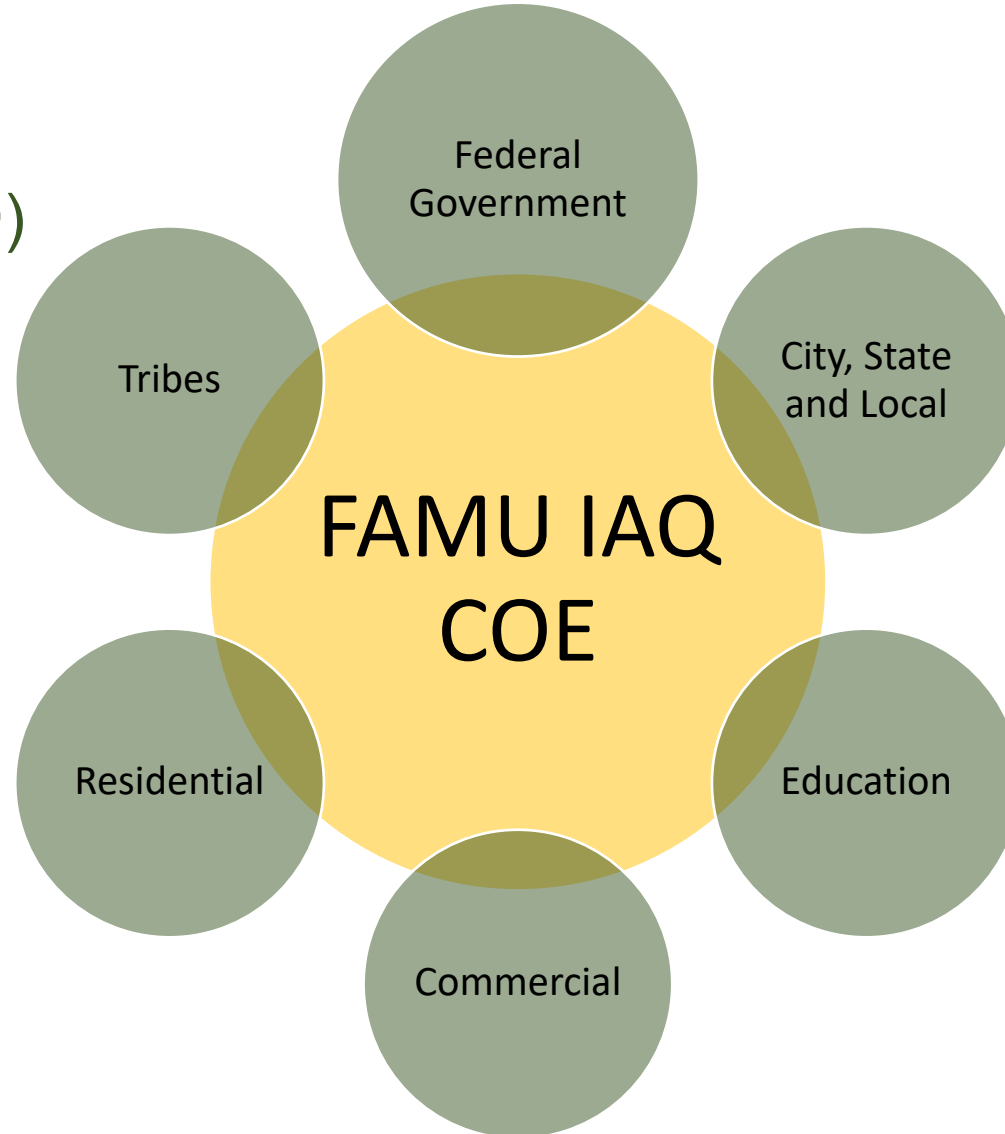 Federal
Government
)
Tribes
City, State
and Local
FAMU IAQ
COE
Residential
Education
Commercial